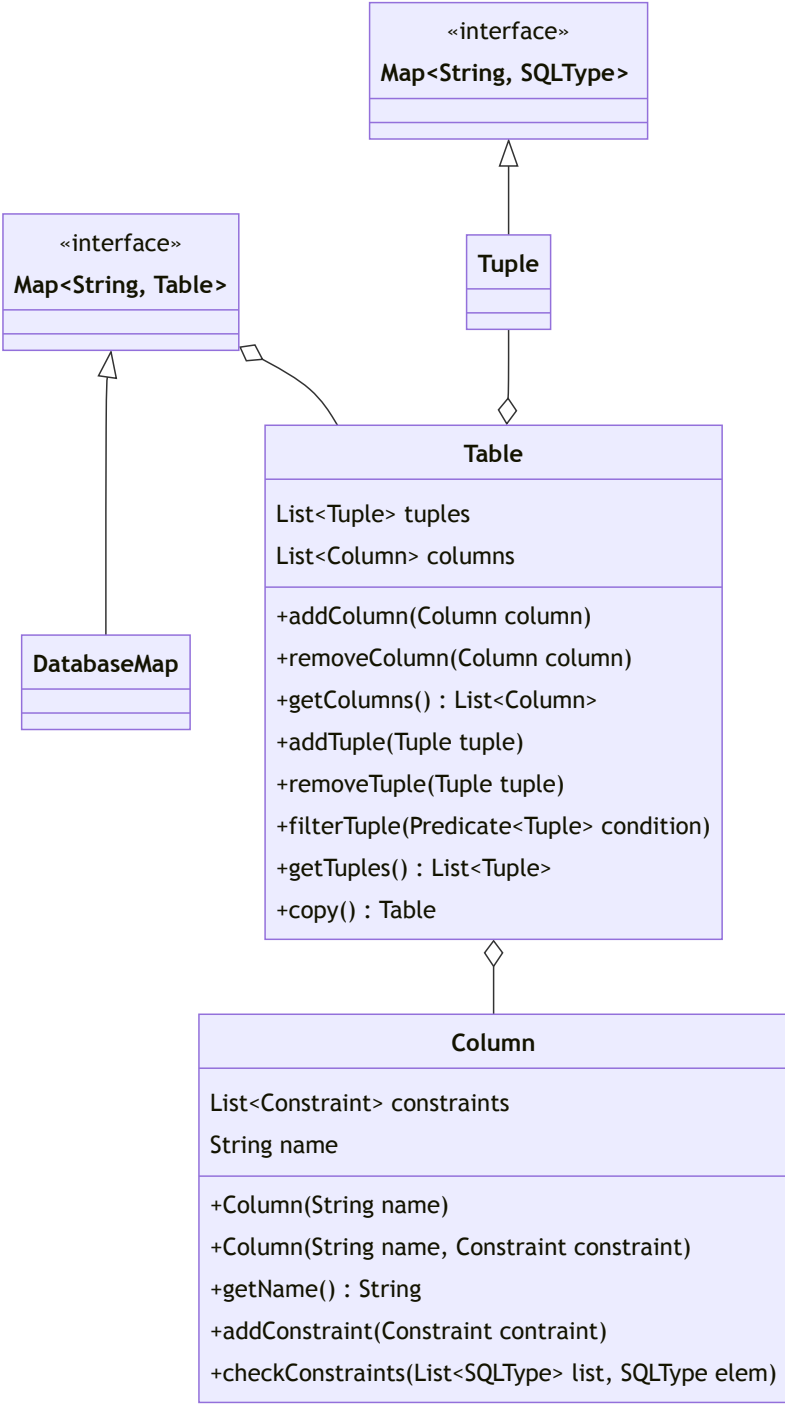 «interface»
Map<String, SQLType>
«interface»
Map<String, Table>
Tuple
Table
List<Tuple> tuples
List<Column> columns
+addColumn(Column column)
+removeColumn(Column column)
+getColumns() : List<Column>
+addTuple(Tuple tuple)
+removeTuple(Tuple tuple)
+filterTuple(Predicate<Tuple> condition)
+getTuples() : List<Tuple>
+copy() : Table
DatabaseMap
Column
List<Constraint> constraints
String name
+Column(String name)
+Column(String name, Constraint constraint)
+getName() : String
+addConstraint(Constraint contraint)
+checkConstraints(List<SQLType> list, SQLType elem)